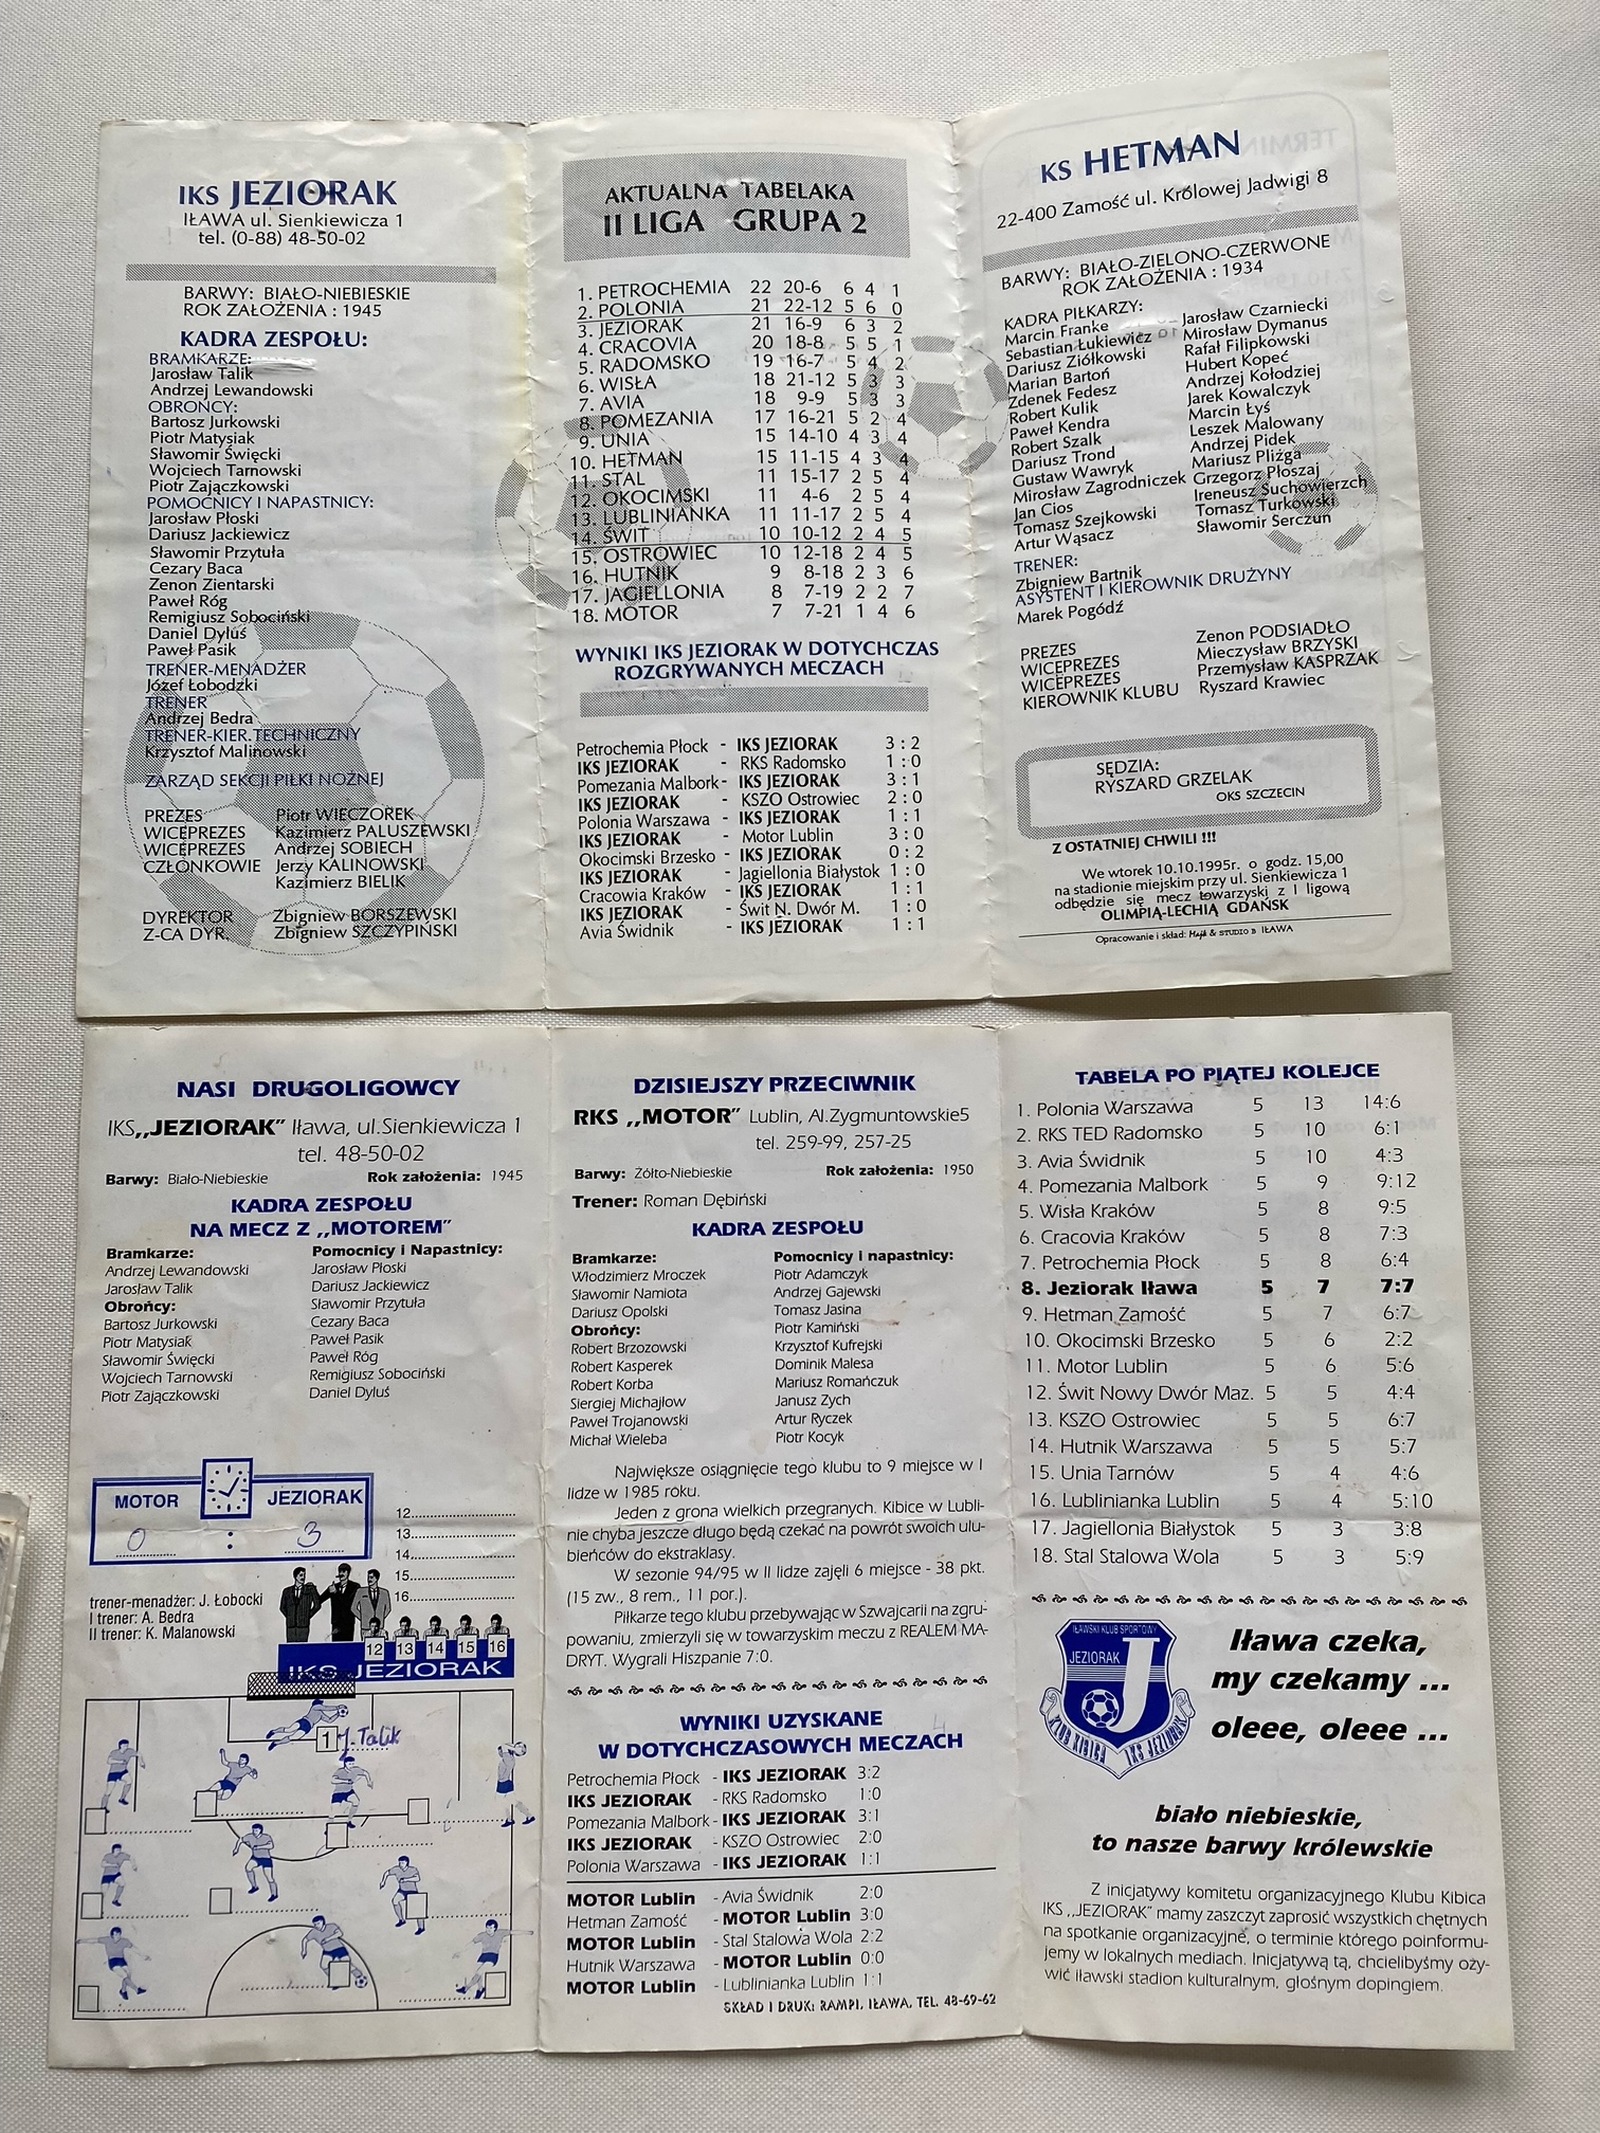 IKS JEZIORAK
IŁAWA ul. Sienkiewicza 1
tel. (0-88) 48-50-02
BARWY: BIAŁO-NIEBIESKIE
ROK ZAŁOŻENIA : 1945
KADRA ZESPOŁU:
BRAMKARZE:
Jarosław Talik
Andrzej Lewandowski
OBROŃCY:
Bartosz Jurkowski
Piotr Matysiak
Sławomir Święcki
Wojciech Tarnowski
Piotr Zajączkowski
POMOCNICY I NAPASTNICY:
Jarosław Płoski
Dariusz Jackiewicz
Sławomir Przytuła
Cezary Baca
Zenon Zientarski
Paweł Róg
Remigiusz Sobociński
Daniel Dyluś
Paweł Pasik
TRENER-MENADŻER
Józef Łobodzki
TRENER
Andrzej Bedra
TRENER-KIER.TECHNICZNY
Krzysztof Malinowski
ZARZĄD SEKCJI PIŁKI NOŻNEJ
PREZES Piotr WIECZOREK
WICEPREZES Kazimierz PALUSZEWSKI
WICEPREZES Andrzej SOBIECH
CZŁONKOWIE Jerzy KALINOWSKI
Kazimierz BIELIK
DYREKTOR Zbigniew BORSZEWSKI
Z-CA DYR. Zbigniew SZCZYPIŃSKI
AKTUALNA TABELAKA
II LIGA GRUPA 2
1. PETROCHEMIA 22 20-6 6 4 1
2. POLONIA 21 22-12 5 6 0
3. JEZIORAK 21 16-9 6 3 2
4. CRACOVIA 20 18-8 5 5 1
5. RADOMSKO 19 16-7 5 4 2
6. WISŁA 18 21-12 5 3 3
7. AVIA 18 9-9 5 3 3
8. POMEZANIA 17 16-21 5 2 4
9. UNIA 15 14-10 4 3 4
10. HETMAN 15 11-15 4 3 4
11. STAL 11 15-17 2 5 4
12. OKOCIMSKI 11 4-6 2 5 4
13. LUBLINIANKA 11 11-17 2 5 4
14. ŚWIT 10 10-12 2 4 5
15. OSTROWIEC 10 12-18 2 4 5
16. HUTNIK 9 8-18 2 3 6
17. JAGIELLONIA 8 7-19 2 2 7
18. MOTOR 7 7-21 1 4 6
WYNIKI IKS JEZIORAK W DOTYCHCZAS
ROZGRYWANYCH MECZACH
Petrochemia Płock - IKS JEZIORAK 3 : 2
IKS JEZIORAK - RKS Radomsko 1 : 0
Pomezania Malbork - IKS JEZIORAK 3 : 1
IKS JEZIORAK - KSZO Ostrowiec 2 : 0
Polonia Warszawa - IKS JEZIORAK 1 : 1
IKS JEZIORAK - Motor Lublin 3 : 0
Okocimski Brzesko - IKS JEZIORAK 0 : 2
IKS JEZIORAK - Jagiellonia Białystok 1 : 0
Cracovia Kraków - IKS JEZIORAK 1 : 1
IKS JEZIORAK - Świt N. Dwór M. 1 : 0
Avia Świdnik - IKS JEZIORAK 1 : 1
KS HETMAN
22-400 Zamość ul. Królowej Jadwigi 8
BARWY: BIAŁO-ZIELONO-CZERWONE
ROK ZAŁOŻENIA : 1934
KADRA PIŁKARZY:
Marcin Franke
Sebastian Łukiewicz
Dariusz Ziółkowski
Marian Bartoń
Zdenek Fedesz
Robert Kulik
Paweł Kendra
Robert Szalk
Dariusz Trond
Gustaw Wawryk
Mirosław Zagrodniczek
Jan Cios
Tomasz Szejkowski
Artur Wąsacz
Jarosław Czarniecki
Mirosław Dymanus
Rafał Filipkowski
Hubert Kopeć
Andrzej Kołodziej
Jarek Kowalczyk
Marcin Łyś
Leszek Malowany
Andrzej Pidek
Mariusz Pliżga
Grzegorz Płoszaj
Ireneusz Suchowierzch
Tomasz Turkowski
Sławomir Serczun
TRENER:
Zbigniew Bartnik
ASYSTENT I KIEROWNIK DRUŻYNY
Marek Pogódź
PREZES Zenon PODSIADŁO
WICEPREZES Mieczysław BRZYSKI
WICEPREZES Przemysław KASPRZAK
KIEROWNIK KLUBU Ryszard Krawiec
SĘDZIA:
RYSZARD GRZELAK
OKS SZCZECIN
Z OSTATNIEJ CHWILI !!!
We wtorek 10.10.1995r. o godz. 15,00
na stadionie miejskim przy ul. Sienkiewicza 1
odbędzie się mecz towarzyski z I ligową
OLIMPIĄ-LECHIĄ GDAŃSK
Opracowanie i skład: & STUDIO B IŁAWA
NASI DRUGOLIGOWCY
IKS,,JEZIORAK" Iława, ul.Sienkiewicza 1
tel. 48-50-02
Barwy: Biało-Niebieskie Rok założenia: 1945
KADRA ZESPOŁU
NA MECZ Z ,,MOTOREM"
Bramkarze:
Andrzej Lewandowski
Jarosław Talik
Obrońcy:
Bartosz Jurkowski
Piotr Matysiak
Sławomir Święcki
Wojciech Tarnowski
Piotr Zajączkowski
Pomocnicy i Napastnicy:
Jarosław Płoski
Dariusz Jackiewicz
Sławomir Przytuła
Cezary Baca
Paweł Pasik
Paweł Róg
Remigiusz Sobociński
Daniel Dyluś
MOTOR JEZIORAK
0 : 3
12
13
14
15
16
trener-menadżer: J. Łobocki
I trener: A. Bedra
II trener: K. Malanowski
12 13 14 15 16
IKS JEZIORAK
1 J. Talik
DZISIEJSZY PRZECIWNIK
RKS ,,MOTOR" Lublin, Al.Zygmuntowskie5
tel. 259-99, 257-25
Barwy: Żółto-Niebieskie Rok założenia: 1950
Trener: Roman Dębiński
KADRA ZESPOŁU
Bramkarze:
Włodzimierz Mroczek
Sławomir Namiota
Dariusz Opolski
Obrońcy:
Robert Brzozowski
Robert Kasperek
Robert Korba
Siergiej Michajłow
Paweł Trojanowski
Michał Wieleba
Pomocnicy i napastnicy:
Piotr Adamczyk
Andrzej Gajewski
Tomasz Jasina
Piotr Kamiński
Krzysztof Kufrejski
Dominik Malesa
Mariusz Romańczuk
Janusz Zych
Artur Ryczek
Piotr Kocyk
Największe osiągnięcie tego klubu to 9 miejsce w I
lidze w 1985 roku.
Jeden z grona wielkich przegranych. Kibice w Lubli-
nie chyba jeszcze długo będą czekać na powrót swoich ulu-
bieńców do ekstraklasy.
W sezonie 94/95 w II lidze zajęli 6 miejsce - 38 pkt.
(15 zw., 8 rem., 11 por.).
Piłkarze tego klubu przebywając w Szwajcarii na zgru-
powaniu, zmierzyli się w towarzyskim meczu z REALEM MA-
DRYT. Wygrali Hiszpanie 7:0.
WYNIKI UZYSKANE
W DOTYCHCZASOWYCH MECZACH
Petrochemia Płock - IKS JEZIORAK 3:2
IKS JEZIORAK - RKS Radomsko 1:0
Pomezania Malbork - IKS JEZIORAK 3:1
IKS JEZIORAK - KSZO Ostrowiec 2:0
Polonia Warszawa - IKS JEZIORAK 1:1
MOTOR Lublin - Avia Świdnik 2:0
Hetman Zamość - MOTOR Lublin 3:0
MOTOR Lublin - Stal Stalowa Wola 2:2
Hutnik Warszawa - MOTOR Lublin 0:0
MOTOR Lublin - Lublinianka Lublin 1:1
SKŁAD I DRUK: RAMPI, IŁAWA, TEL. 48-69-62
TABELA PO PIĄTEJ KOLEJCE
1. Polonia Warszawa 5 13 14:6
2. RKS TED Radomsko 5 10 6:1
3. Avia Świdnik 5 10 4:3
4. Pomezania Malbork 5 9 9:12
5. Wisła Kraków 5 8 9:5
6. Cracovia Kraków 5 8 7:3
7. Petrochemia Płock 5 8 6:4
8. Jeziorak Iława 5 7 7:7
9. Hetman Zamość 5 7 6:7
10. Okocimski Brzesko 5 6 2:2
11. Motor Lublin 5 6 5:6
12. Świt Nowy Dwór Maz. 5 5 4:4
13. KSZO Ostrowiec 5 5 6:7
14. Hutnik Warszawa 5 5 5:7
15. Unia Tarnów 5 4 4:6
16. Lublinianka Lublin 5 4 5:10
17. Jagiellonia Białystok 5 3 3:8
18. Stal Stalowa Wola 5 3 5:9
IŁAWSKI KLUB SPORTOWY
JEZIORAK
KLUB KIBICA IKS JEZIORAK
Iława czeka,
my czekamy ...
oleee, oleee ...
biało niebieskie,
to nasze barwy królewskie
Z inicjatywy komitetu organizacyjnego Klubu Kibica
IKS ,,JEZIORAK" mamy zaszczyt zaprosić wszystkich chętnych
na spotkanie organizacyjne, o terminie którego poinformu-
jemy w lokalnych mediach. Inicjatywą tą, chcielibyśmy oży-
wić iławski stadion kulturalnym, głośnym dopingiem.